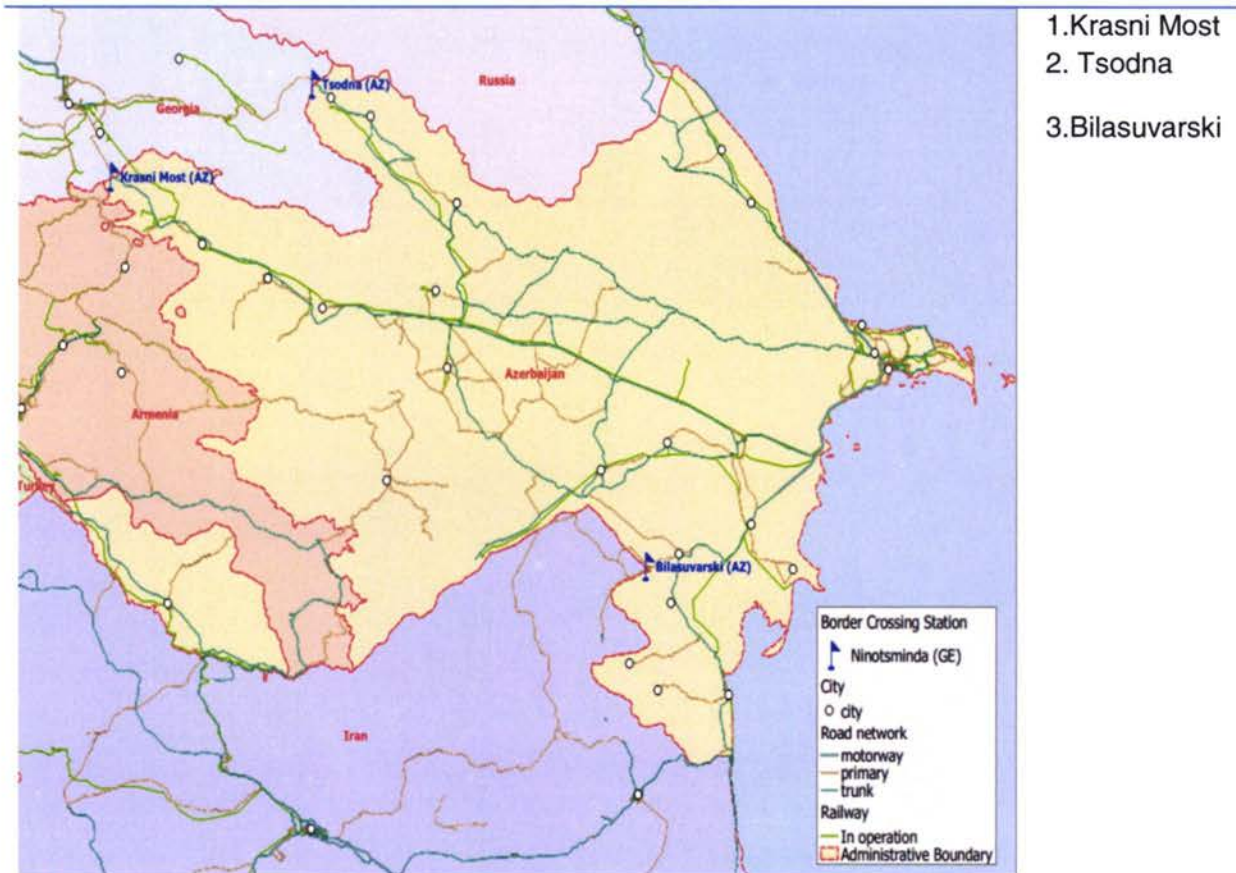 1.Krasni Most
2. Tsodna
3.Bilasuvarski
Russia
Tsodna (AZ)
Georgia
Krasni Most (AZ)
Azerbaijan
Armenia
Turkey
Bilasuvarski (AZ)
Iran
Border Crossing Station
Ninotsminda (GE)
City
city
Road network
motorway
primary
trunk
Railway
In operation
Administrative Boundary